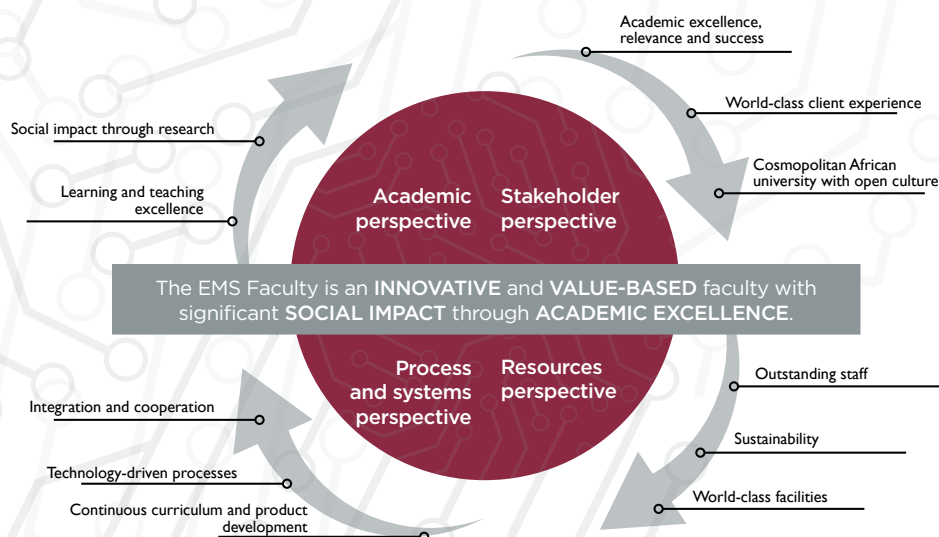 Academic excellence,
relevance and success
World-class client experience
Cosmopolitan African
university with open culture
Social impact through research
Learning and teaching
excellence
Academic
perspective
Stakeholder
perspective
The EMS Faculty is an INNOVATIVE and VALUE-BASED faculty with
significant SOCIAL IMPACT through ACADEMIC EXCELLENCE.
Process
and systems
perspective
Resources
perspective
Outstanding staff
Sustainability
World-class facilities
Integration and cooperation
Technology-driven processes
Continuous curriculum and product
development